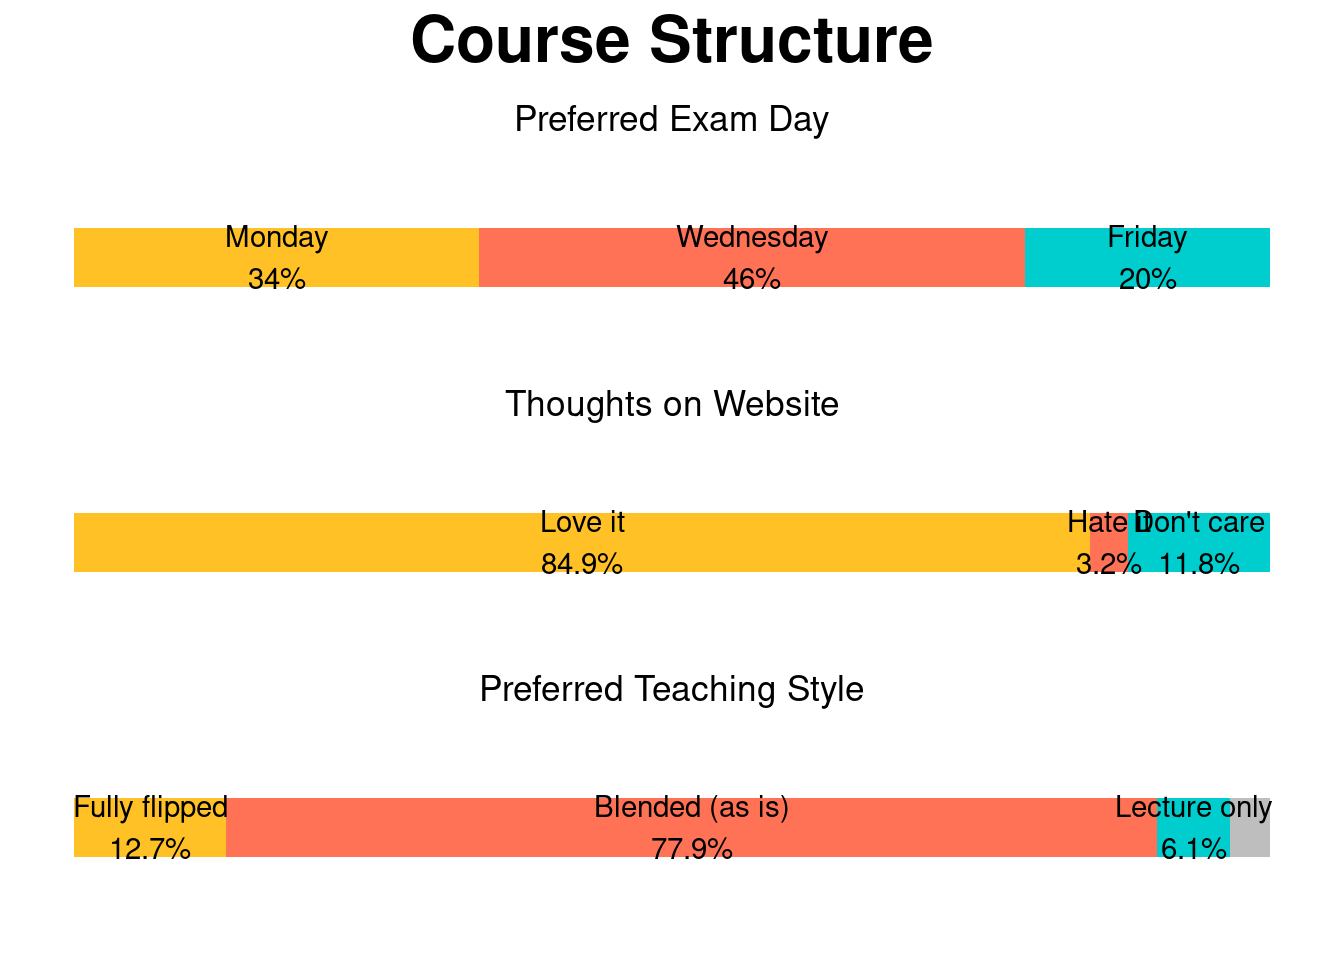 Course Structure
Preferred Exam Day
Monday Wednesday Friday
34% 46% 20%
Thoughts on Website
Love it Hate it Don't care
84.9% 3.2% 11.8%
Preferred Teaching Style
Fully flipped Blended (as is) Lecture only
12.7% 77.9% 6.1%